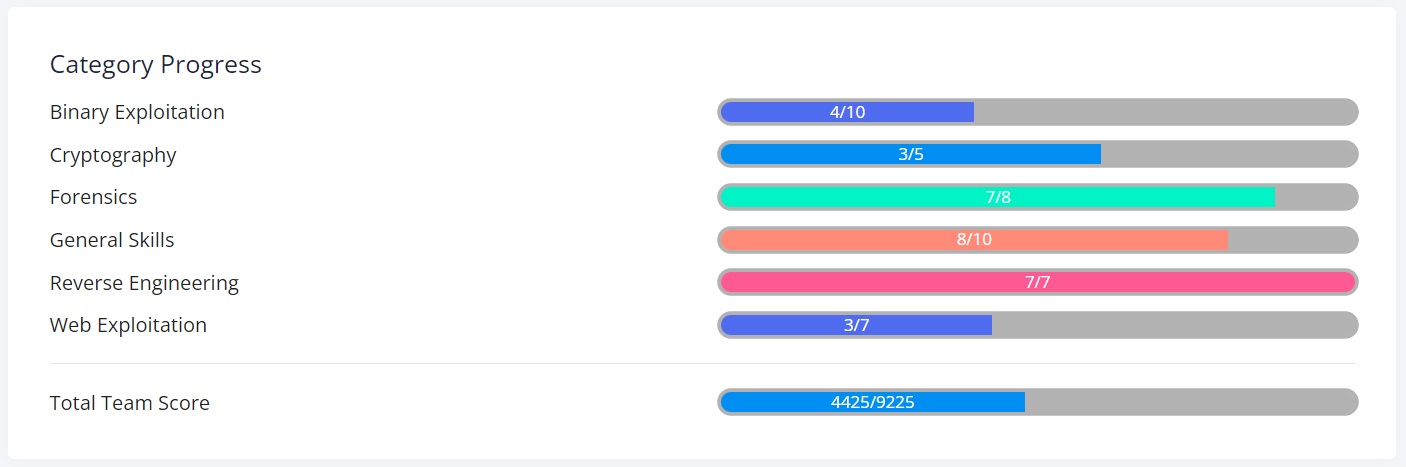 Category Progress
Binary Exploitation 4/10
Cryptography 3/5
Forensics 7/8
General Skills 8/10
Reverse Engineering 7/7
Web Exploitation 3/7
Total Team Score 4425/9225